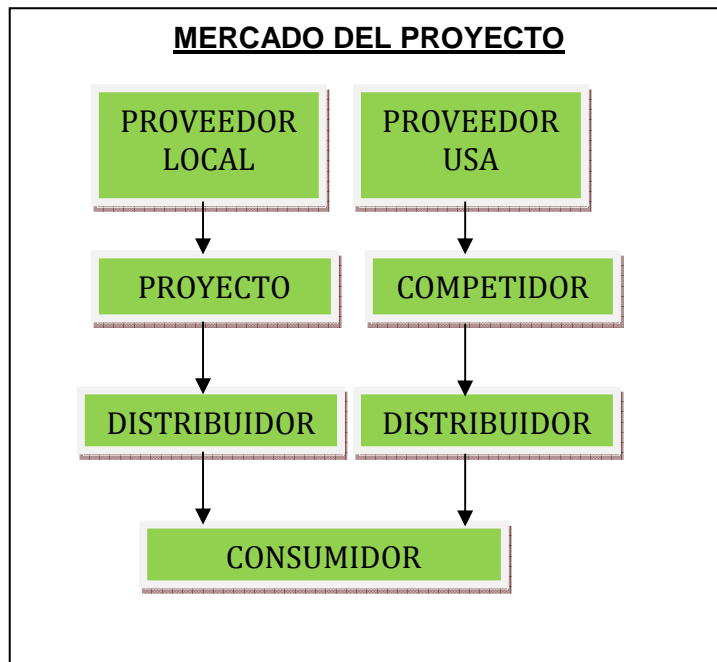 MERCADO DEL PROYECTO
PROVEEDOR
LOCAL
PROVEEDOR
USA
PROYECTO
COMPETIDOR
DISTRIBUIDOR
DISTRIBUIDOR
CONSUMIDOR